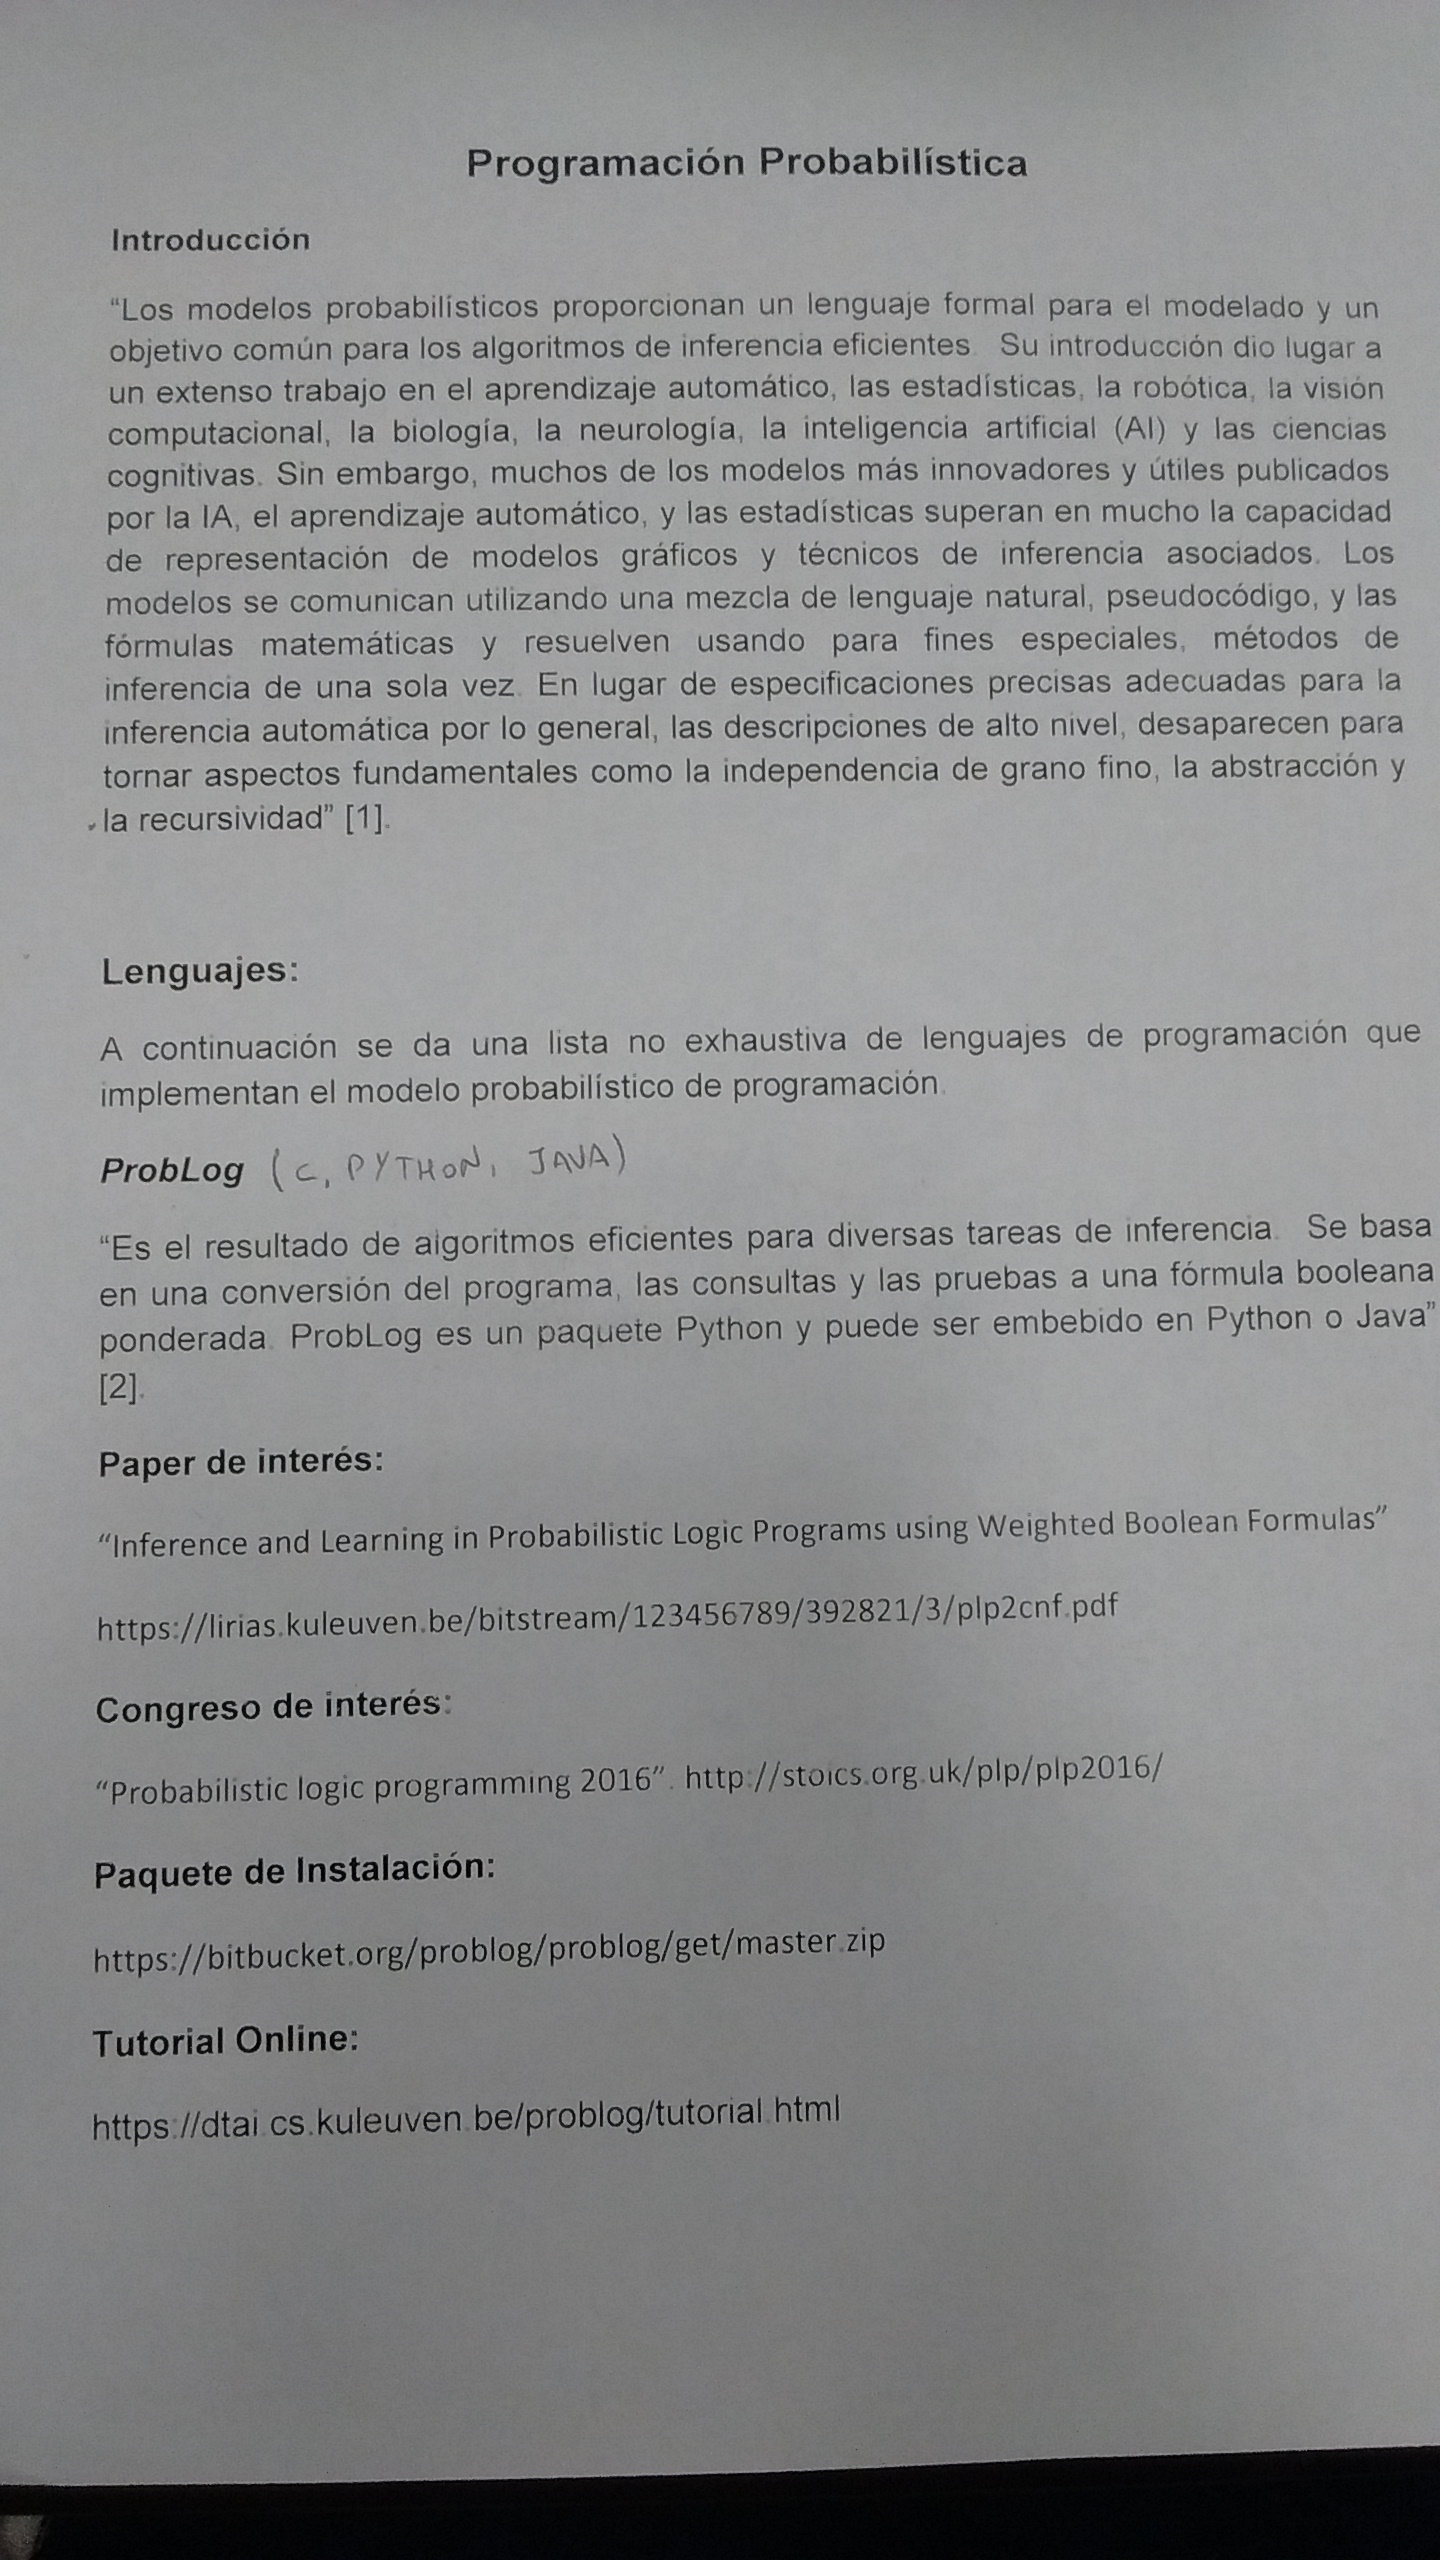 Programación Probabilística
Introducción
“Los modelos probabilísticos proporcionan un lenguaje formal para el modelado y un
objetivo común para los algoritmos de inferencia eficientes. Su introducción dio lugar a
un extenso trabajo en el aprendizaje automático, las estadísticas, la robótica, la visión
computacional, la biología, la neurología, la inteligencia artificial (AI) y las ciencias
cognitivas. Sin embargo, muchos de los modelos más innovadores y útiles publicados
por la IA, el aprendizaje automático, y las estadísticas superan en mucho la capacidad
de representación de modelos gráficos y técnicos de inferencia asociados. Los
modelos se comunican utilizando una mezcla de lenguaje natural, pseudocódigo, y las
fórmulas matemáticas y resuelven usando para fines especiales, métodos de
inferencia de una sola vez. En lugar de especificaciones precisas adecuadas para la
inferencia automática por lo general, las descripciones de alto nivel, desaparecen para
tornar aspectos fundamentales como la independencia de grano fino, la abstracción y
la recursividad” [1].
Lenguajes:
A continuación se da una lista no exhaustiva de lenguajes de programación que
implementan el modelo probabilístico de programación.
ProbLog (C, PYTHON, JAVA)
“Es el resultado de algoritmos eficientes para diversas tareas de inferencia. Se basa
en una conversión del programa, las consultas y las pruebas a una fórmula booleana
ponderada. ProbLog es un paquete Python y puede ser embebido en Python o Java”
[2].
Paper de interés:
“Inference and Learning in Probabilistic Logic Programs using Weighted Boolean Formulas”
https://lirias.kuleuven.be/bitstream/123456789/392821/3/plp2cnf.pdf
Congreso de interés:
“Probabilistic logic programming 2016”. http://stoics.org.uk/plp/plp2016/
Paquete de Instalación:
https://bitbucket.org/problog/problog/get/master.zip
Tutorial Online:
https://dtai.cs.kuleuven.be/problog/tutorial.html